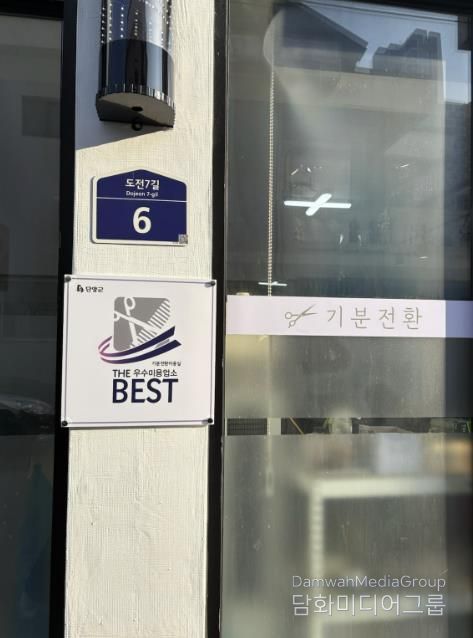 도전7길
Dojeon 7-gil
6
단양군
기분전환미용실
THE 우수미용업소
BEST
기분전환
DamwahMediaGroup
담화미디어그룹